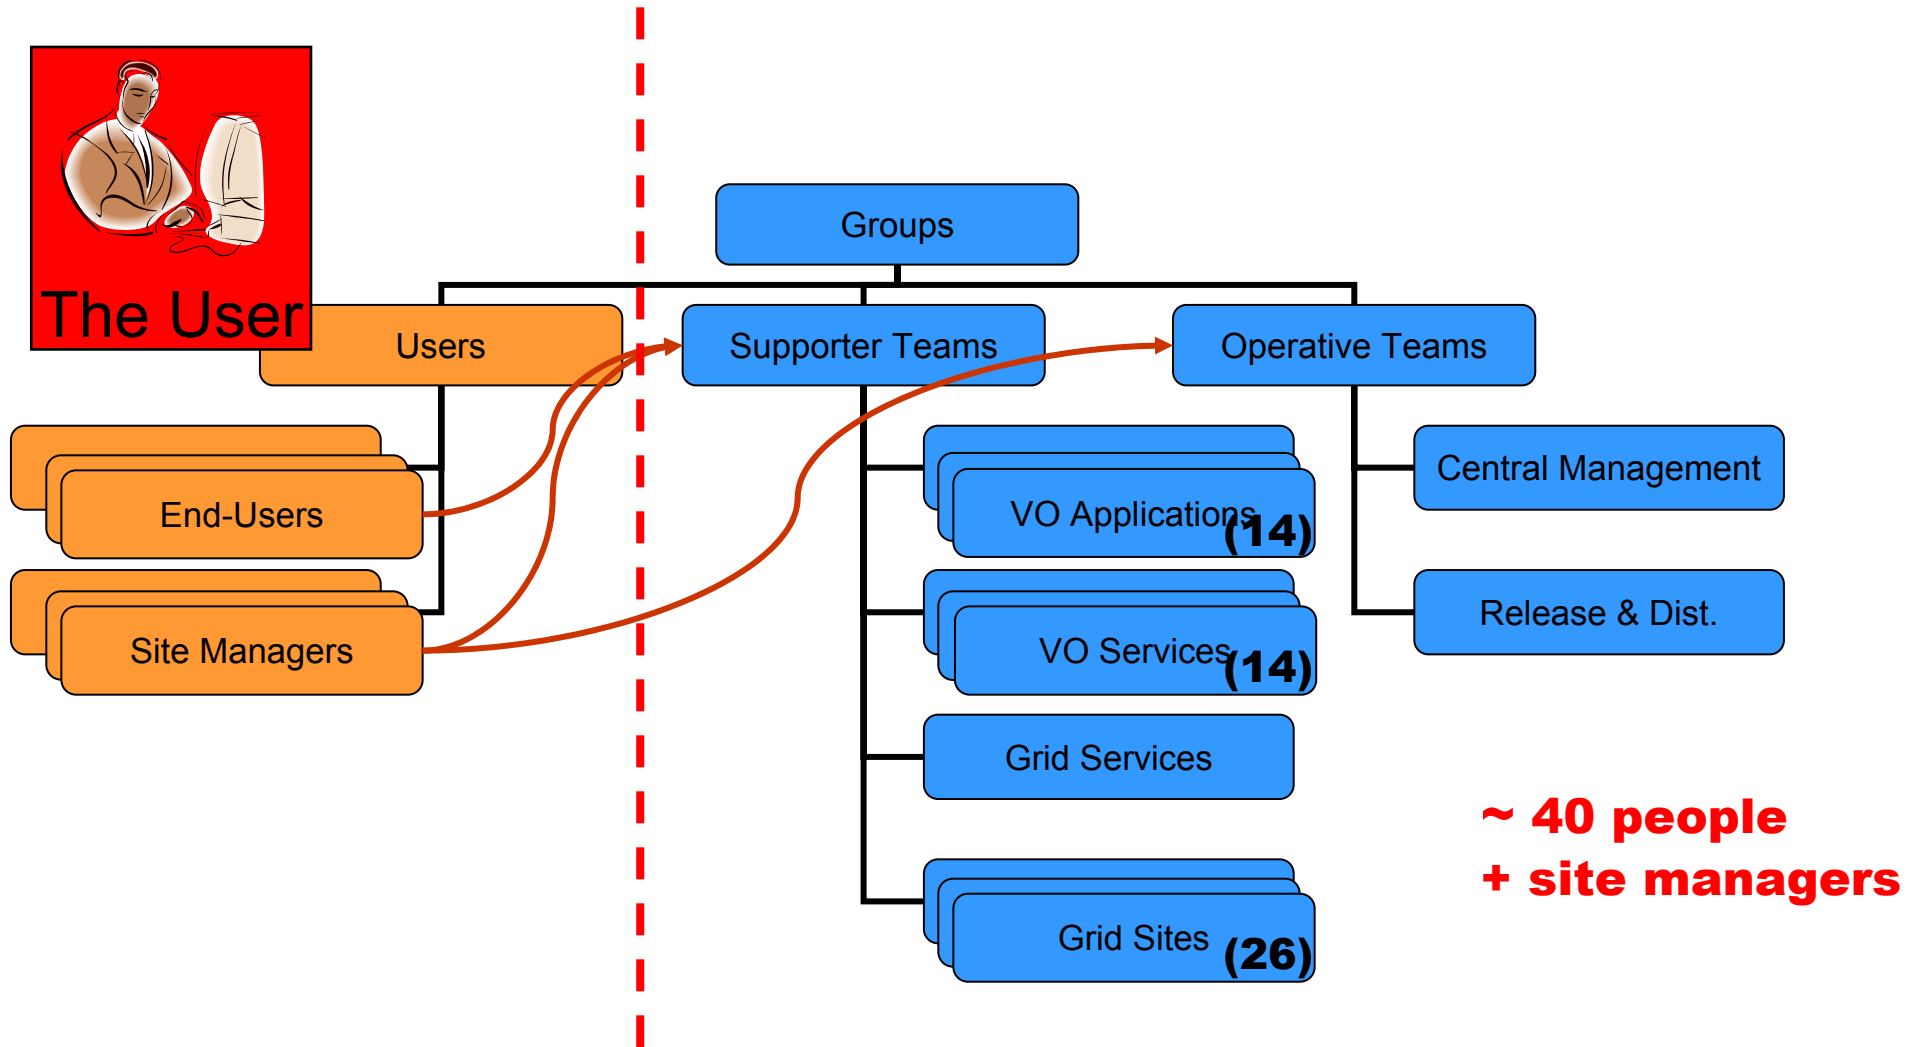 The User
Groups
Users
Supporter Teams
Operative Teams
End-Users
Site Managers
VO Applications
(14)
VO Services
(14)
Grid Services
Grid Sites
(26)
Central Management
Release & Dist.
~ 40 people
+ site managers